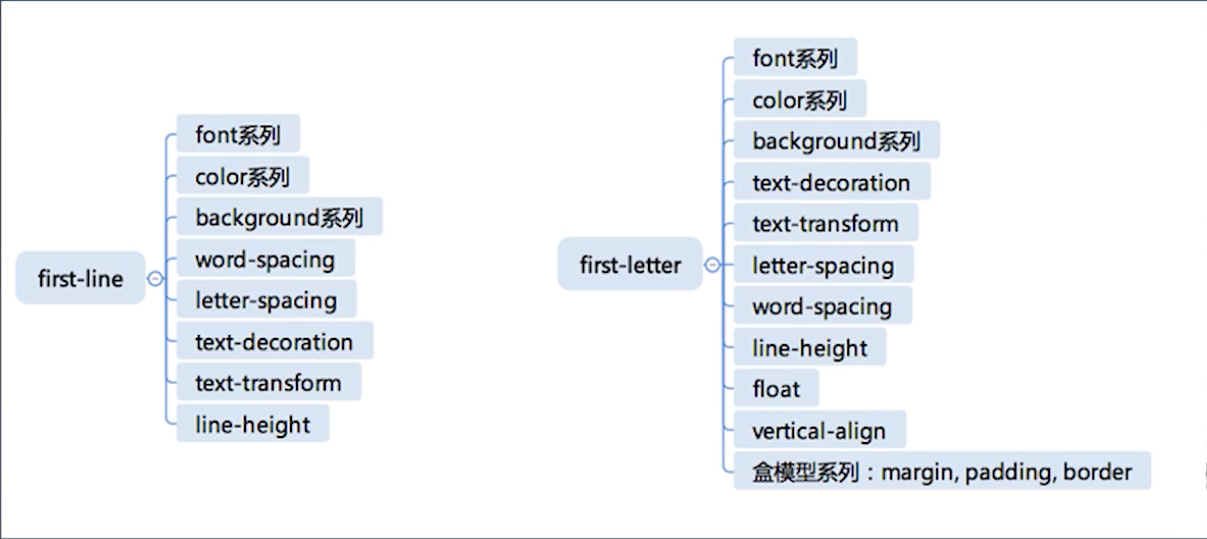 first-line
font系列
color系列
background系列
word-spacing
letter-spacing
text-decoration
text-transform
line-height
first-letter
font系列
color系列
background系列
text-decoration
text-transform
letter-spacing
word-spacing
line-height
float
vertical-align
盒模型系列：margin, padding, border